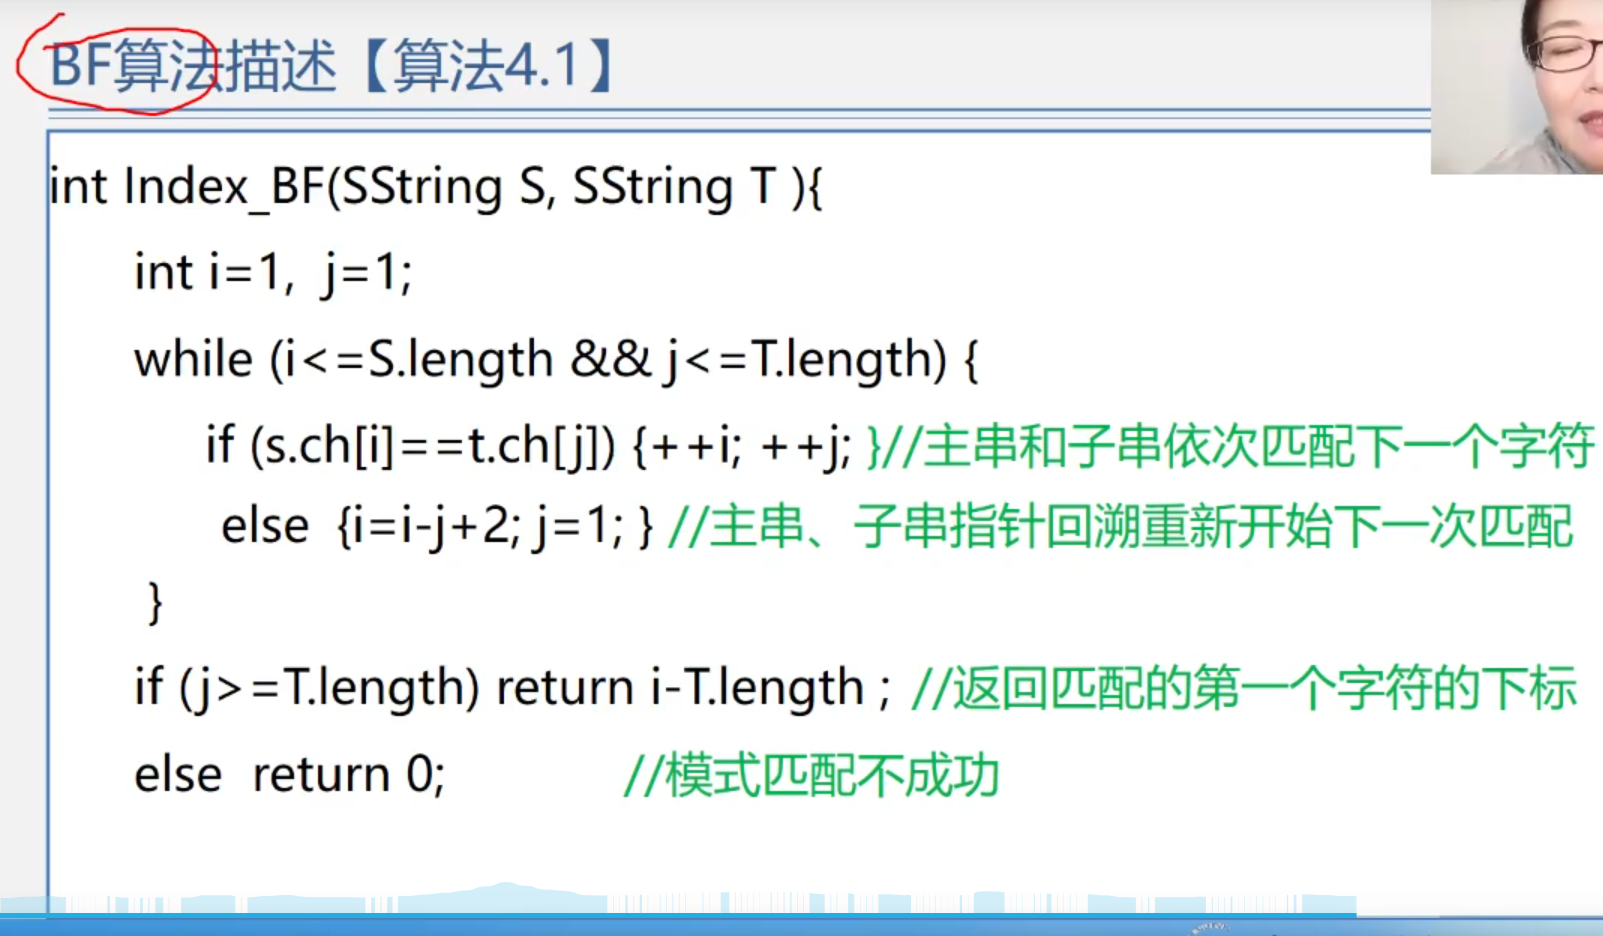 BF算法描述【算法4.1】
int Index_BF(SString S, SString T ){
int i=1, j=1;
while (i<=S.length && j<=T.length) {
if (s.ch[i]==t.ch[j]) {++i; ++j; }//主串和子串依次匹配下一个字符
else {i=i-j+2; j=1; } //主串、子串指针回溯重新开始下一次匹配
}
if (j>=T.length) return i-T.length ; //返回匹配的第一个字符的下标
else return 0; //模式匹配不成功